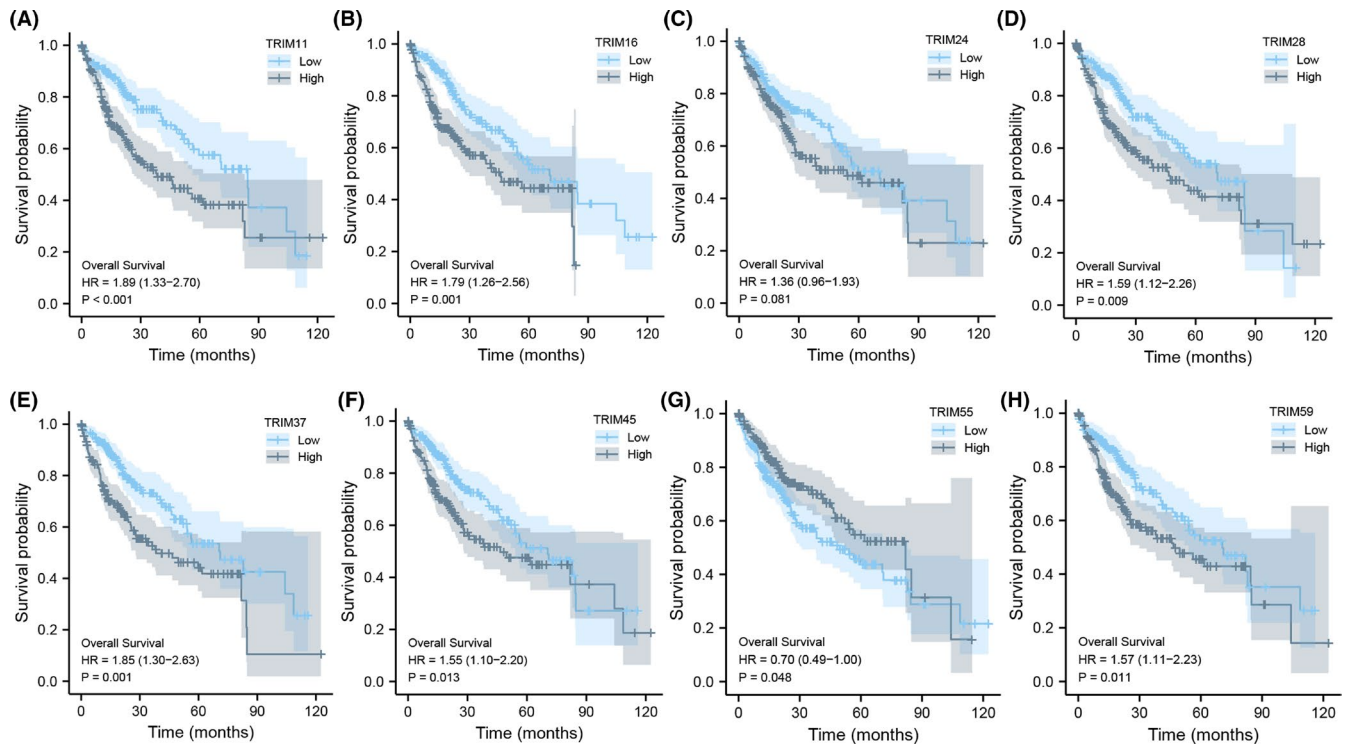 (A)
TRIM11
Low
High
Survival probability
1.0
0.8
0.6
0.4
0.2
0.0
Overall Survival
HR = 1.89 (1.33−2.70)
P < 0.001
0 30 60 90 120
Time (months)
(B)
TRIM16
Low
High
Survival probability
1.0
0.8
0.6
0.4
0.2
0.0
Overall Survival
HR = 1.79 (1.26−2.56)
P = 0.001
0 30 60 90 120
Time (months)
(C)
TRIM24
Low
High
Survival probability
1.0
0.8
0.6
0.4
0.2
0.0
Overall Survival
HR = 1.36 (0.96−1.93)
P = 0.081
0 30 60 90 120
Time (months)
(D)
TRIM28
Low
High
Survival probability
1.0
0.8
0.6
0.4
0.2
0.0
Overall Survival
HR = 1.59 (1.12−2.26)
P = 0.009
0 30 60 90 120
Time (months)
(E)
TRIM37
Low
High
Survival probability
1.0
0.8
0.6
0.4
0.2
0.0
Overall Survival
HR = 1.85 (1.30−2.63)
P = 0.001
0 30 60 90 120
Time (months)
(F)
TRIM45
Low
High
Survival probability
1.0
0.8
0.6
0.4
0.2
0.0
Overall Survival
HR = 1.55 (1.10−2.20)
P = 0.013
0 30 60 90 120
Time (months)
(G)
TRIM55
Low
High
Survival probability
1.0
0.8
0.6
0.4
0.2
0.0
Overall Survival
HR = 0.70 (0.49−1.00)
P = 0.048
0 30 60 90 120
Time (months)
(H)
TRIM59
Low
High
Survival probability
1.0
0.8
0.6
0.4
0.2
0.0
Overall Survival
HR = 1.57 (1.11−2.23)
P = 0.011
0 30 60 90 120
Time (months)